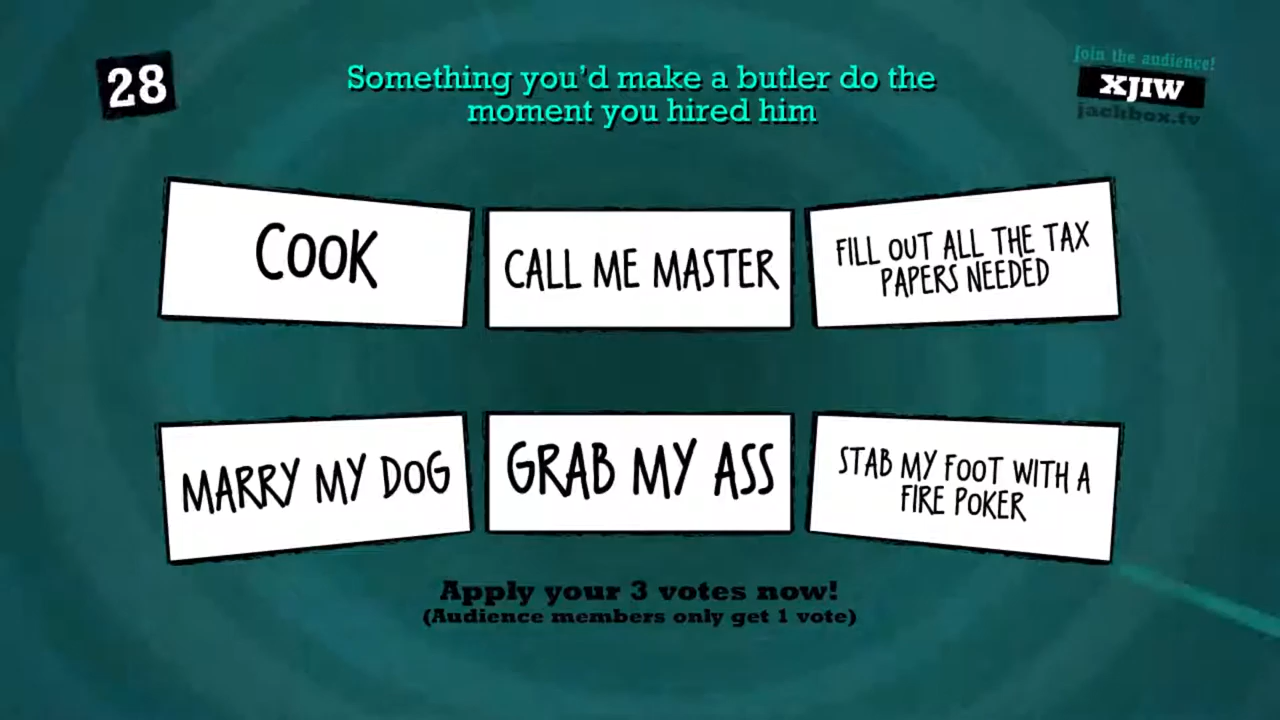 28
Something you'd make a butler do the
moment you hired him
Join the audience!
XJIW
jackbox.tv
COOK
CALL ME MASTER
FILL OUT ALL THE TAX
PAPERS NEEDED
MARRY MY DOG
GRAB MY ASS
STAB MY FOOT WITH A
FIRE POKER
Apply your 3 votes now!
(Audience members only get 1 vote)